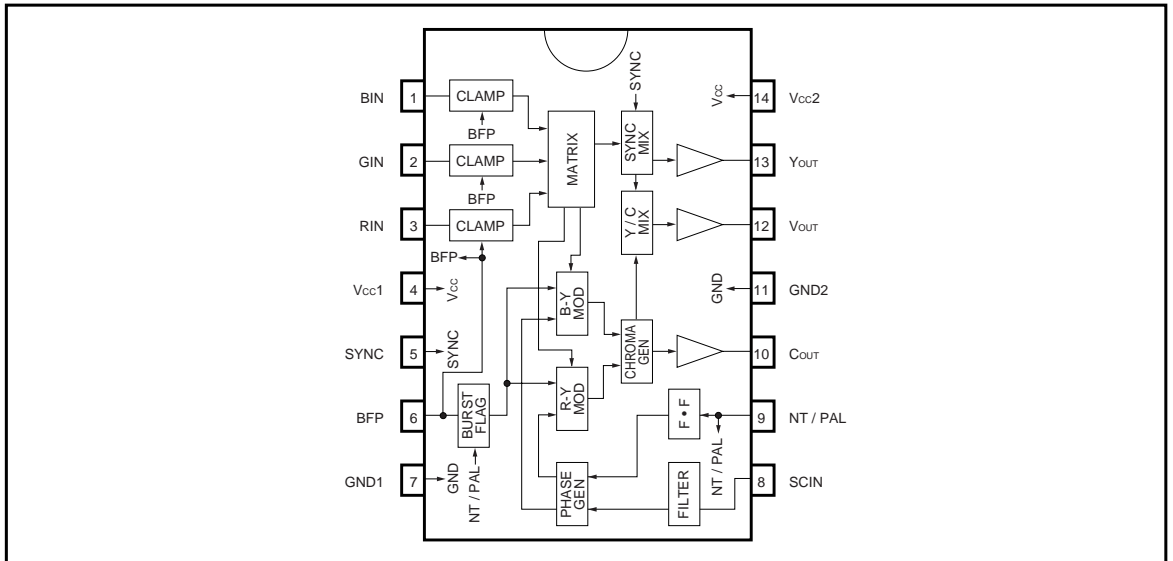 BIN 1
CLAMP
BFP
GIN 2
CLAMP
BFP
RIN 3
CLAMP
BFP
Vcc1 4
Vcc
SYNC 5
SYNC
BFP 6
BURST
FLAG
NT / PAL
GND1 7
GND
MATRIX
B-Y
MOD
R-Y
MOD
PHASE
GEN
SYNC
SYNC
MIX
Y / C
MIX
CHROMA
GEN
F • F
FILTER
NT / PAL
Vcc
14 Vcc2
13 YOUT
12 VOUT
GND
11 GND2
10 COUT
9 NT / PAL
8 SCIN